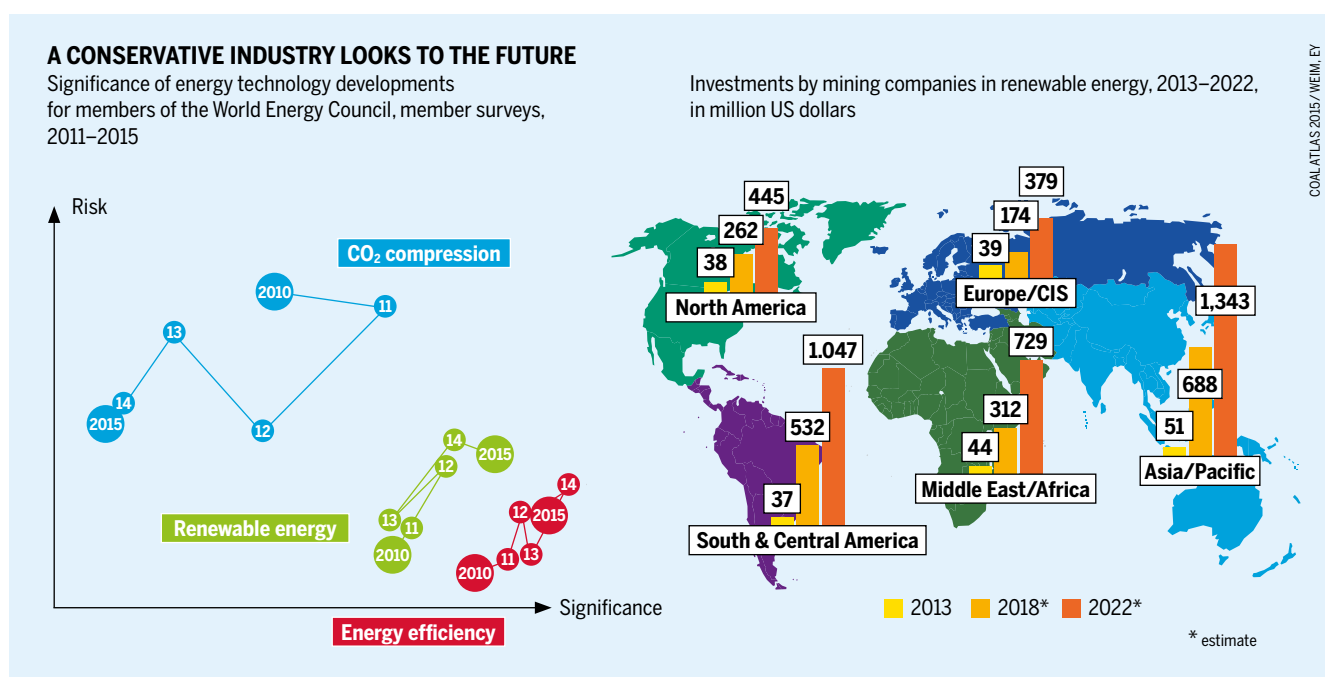 A CONSERVATIVE INDUSTRY LOOKS TO THE FUTURE
Significance of energy technology developments
for members of the World Energy Council, member surveys,
2011–2015
Risk
CO₂ compression
2010
11
13
14
2015
12
14
2015
12
Renewable energy
13
11
2010
14
12
2015
11
13
2010
Significance
Energy efficiency
Investments by mining companies in renewable energy, 2013–2022,
in million US dollars
445
262
38
North America
379
174
39
Europe/CIS
1,343
688
51
Asia/Pacific
729
312
44
Middle East/Africa
1.047
532
37
South & Central America
2013
2018*
2022*
* estimate
COAL ATLAS 2015 / WEIM, EY